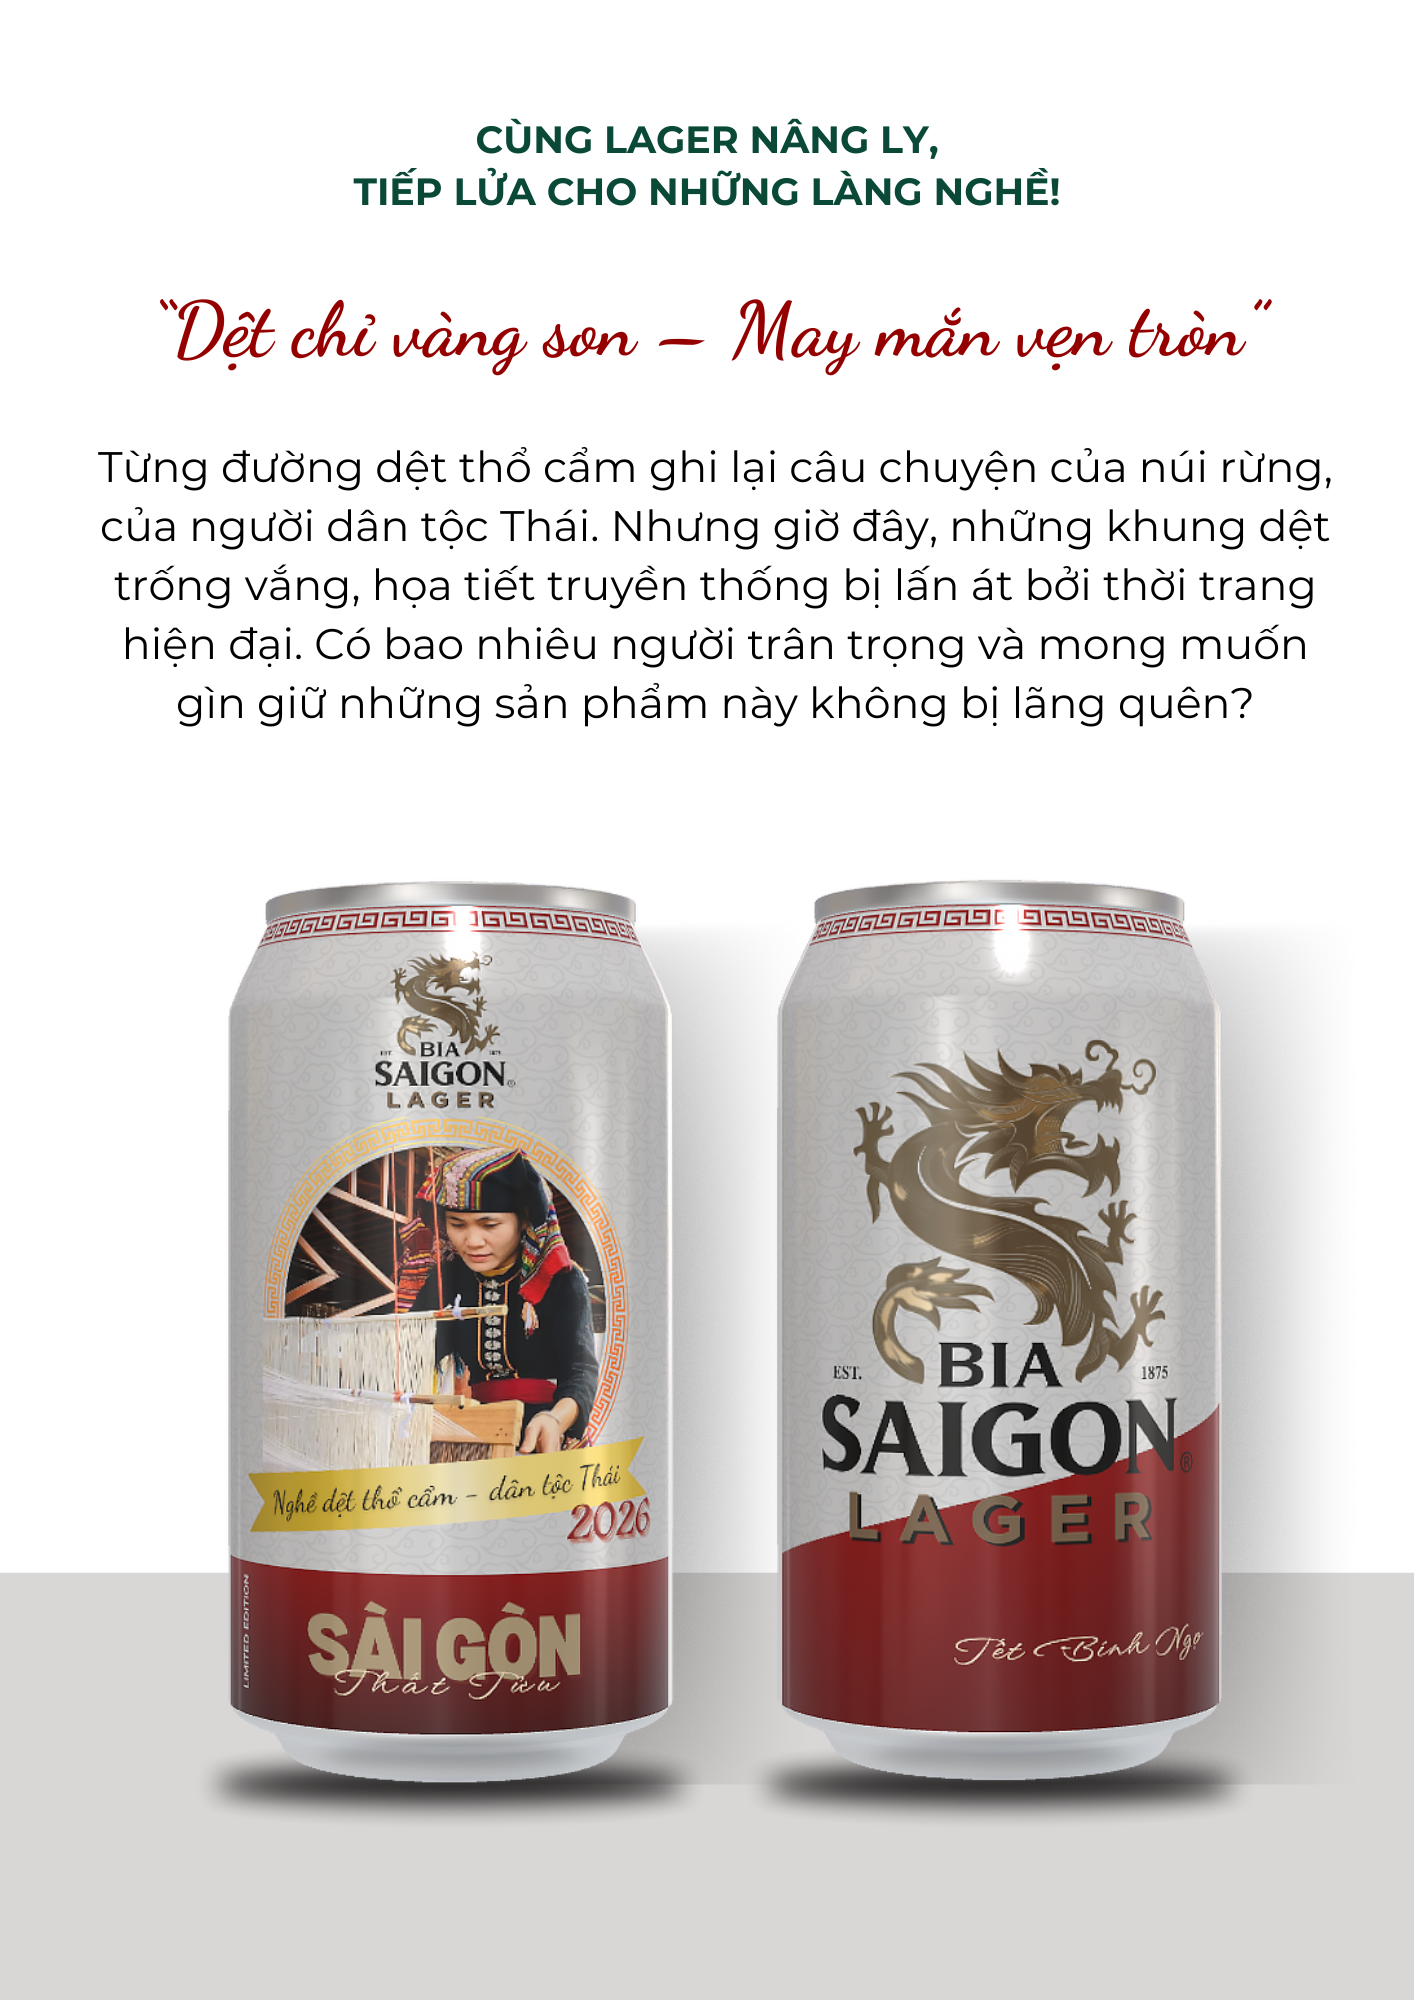 CÙNG LAGER NÂNG LY,
TIẾP LỬA CHO NHỮNG LÀNG NGHỀ!
“Dệt chỉ vàng son – May mắn vẹn tròn”
Từng đường dệt thổ cẩm ghi lại câu chuyện của núi rừng,
của người dân tộc Thái. Nhưng giờ đây, những khung dệt
trống vắng, họa tiết truyền thống bị lấn át bởi thời trang
hiện đại. Có bao nhiêu người trân trọng và mong muốn
gìn giữ những sản phẩm này không bị lãng quên?
EST. BIA 1875
SAIGON®
LAGER
Nghề dệt thổ cẩm – dân tộc Thái
2026
LIMITED EDITION
SÀI GÒN
Thất Tửu
BIA
EST. 1875
SAIGON®
LAGER
Tết Bính Ngọ